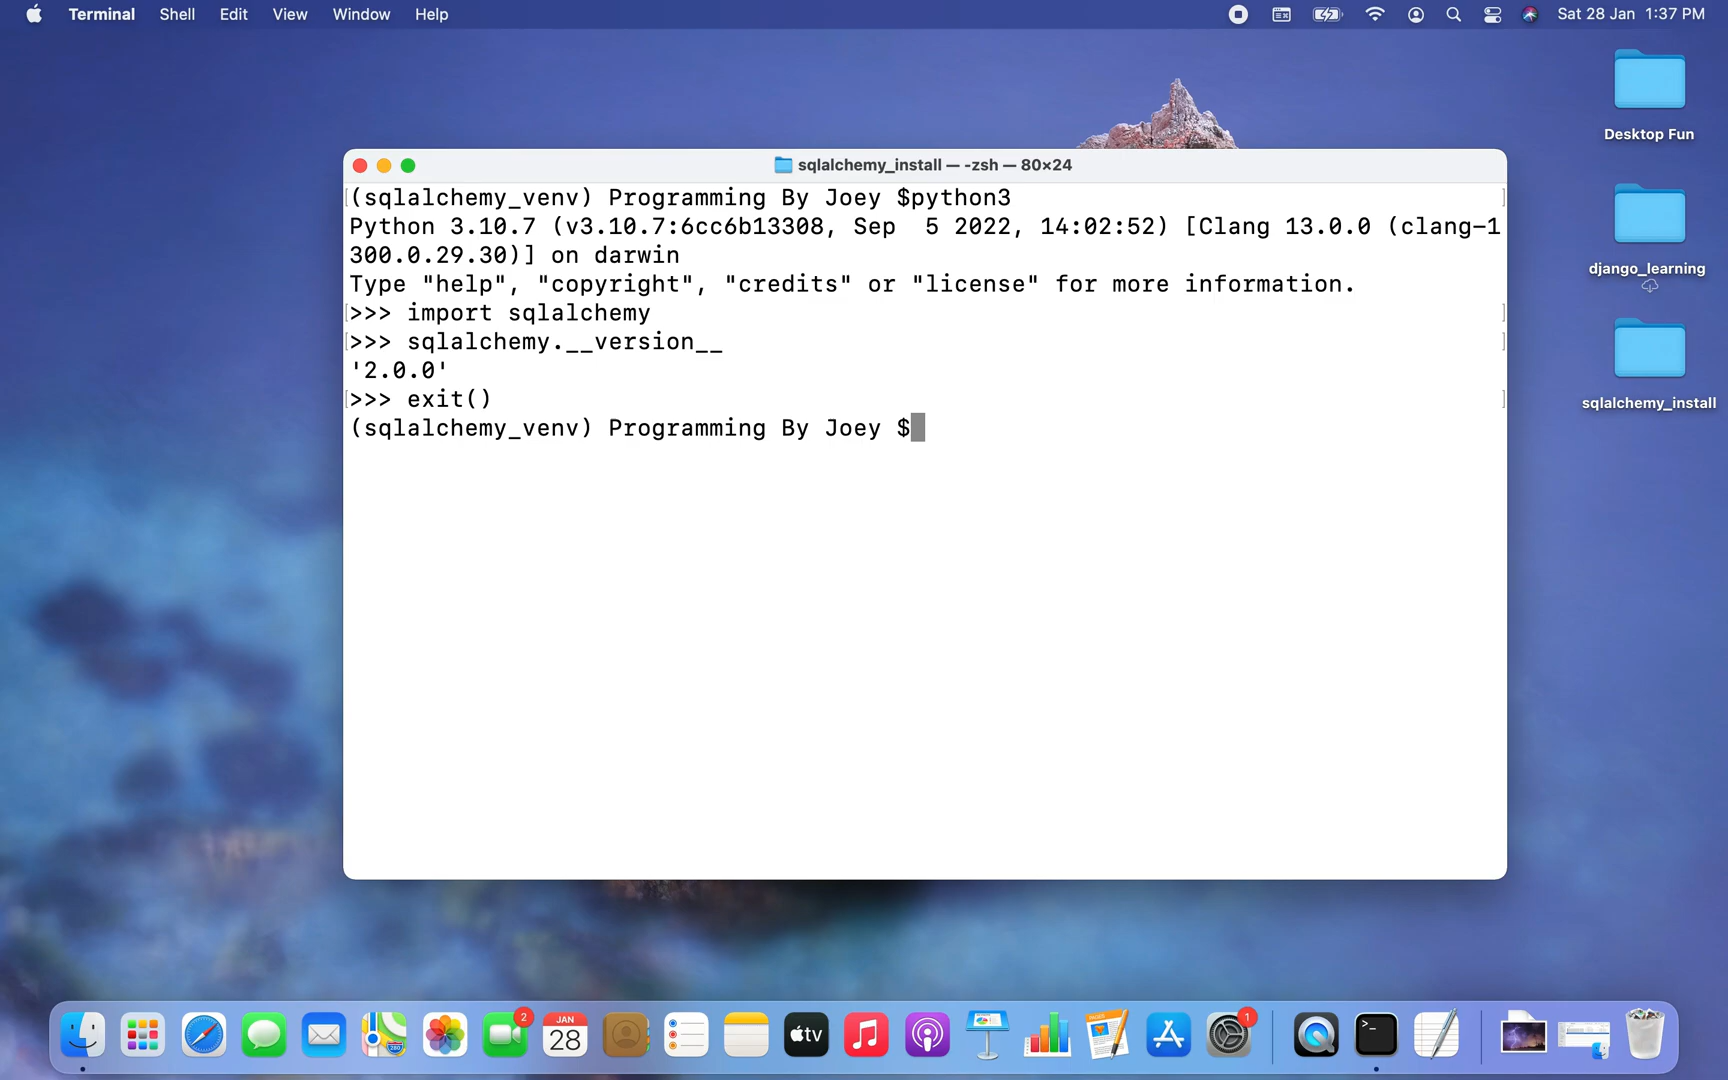 Terminal Shell Edit View Window Help Sat 28 Jan 1:37 PM
Desktop Fun
django_learning
sqlalchemy_install
sqlalchemy_install — -zsh — 80×24
(sqlalchemy_venv) Programming By Joey $python3
Python 3.10.7 (v3.10.7:6cc6b13308, Sep  5 2022, 14:02:52) [Clang 13.0.0 (clang-1
300.0.29.30)] on darwin
Type "help", "copyright", "credits" or "license" for more information.
>>> import sqlalchemy
>>> sqlalchemy.__version__
'2.0.0'
>>> exit()
(sqlalchemy_venv) Programming By Joey $
2
JAN
28
tv
PAGES
1
>_